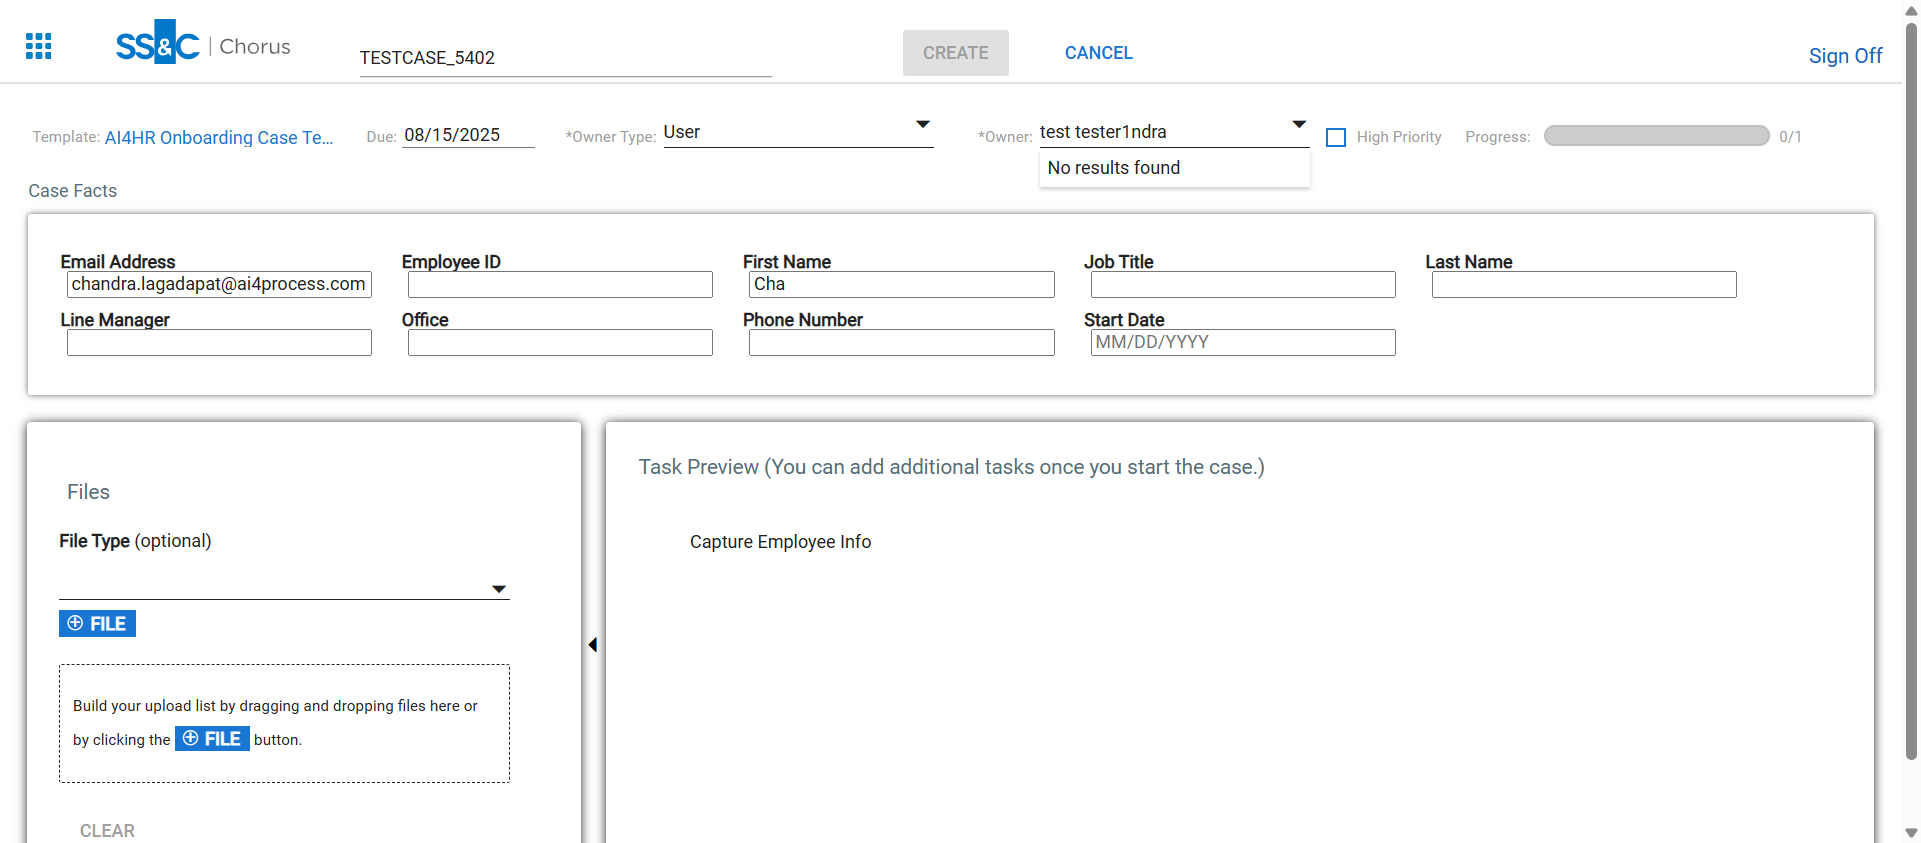 SS&C | Chorus
TESTCASE_5402
CREATE
CANCEL
Sign Off
Template: AI4HR Onboarding Case Te...
Due: 08/15/2025
*Owner Type: User
*Owner: test tester1ndra
High Priority
Progress: 0/1
No results found
Case Facts
Email Address
chandra.lagadapat@ai4process.com
Employee ID
First Name
Cha
Job Title
Last Name
Line Manager
Office
Phone Number
Start Date
MM/DD/YYYY
Files
File Type (optional)
FILE
Build your upload list by dragging and dropping files here or
by clicking the FILE button.
CLEAR
Task Preview (You can add additional tasks once you start the case.)
Capture Employee Info